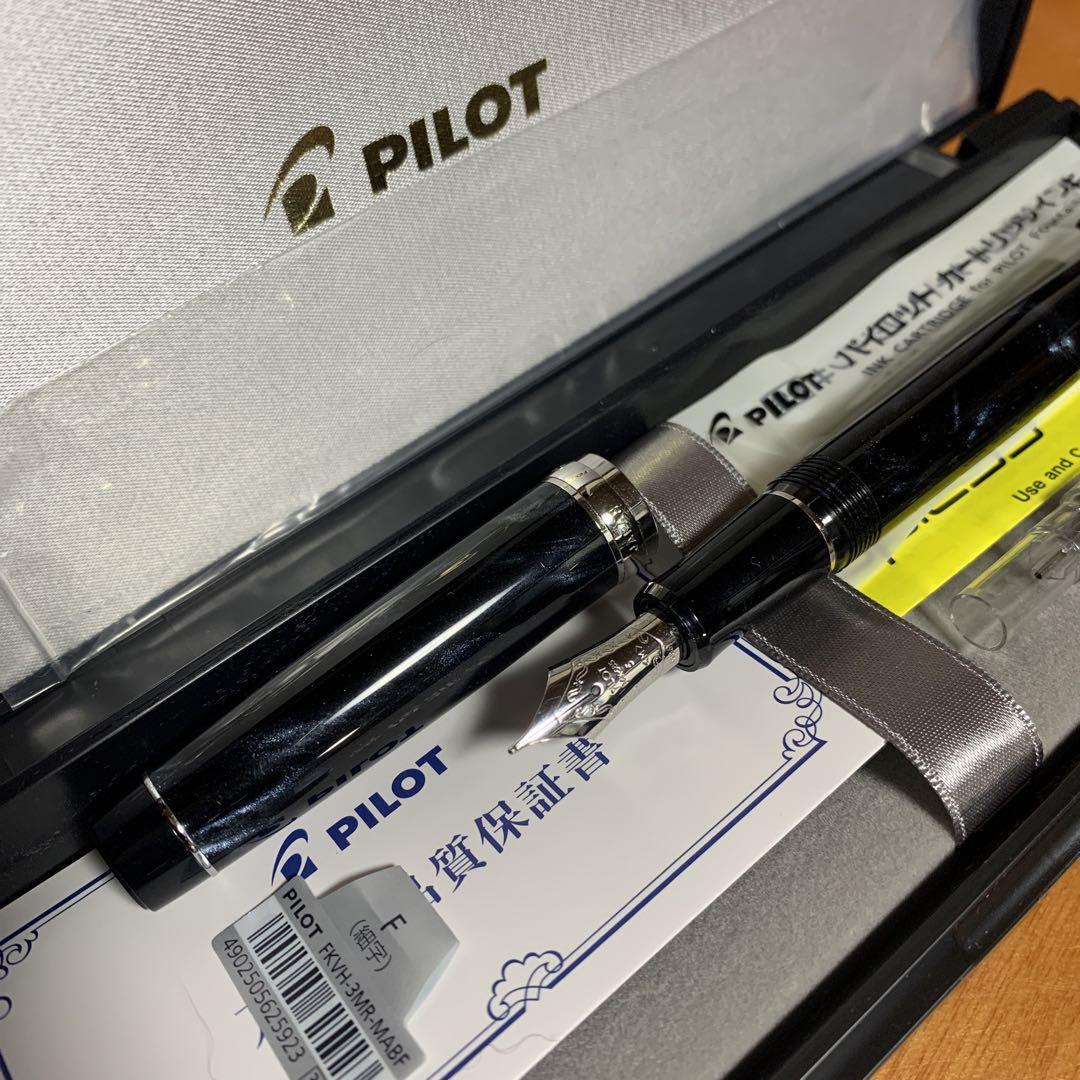 PILOT
パイロット カートリッジインキ
INK CARTRIDGE for PILOT
PILOT
Use and
PILOT
品質保証書
F
(細字)
PILOT FKVH-3MR-MABF
4902505625923